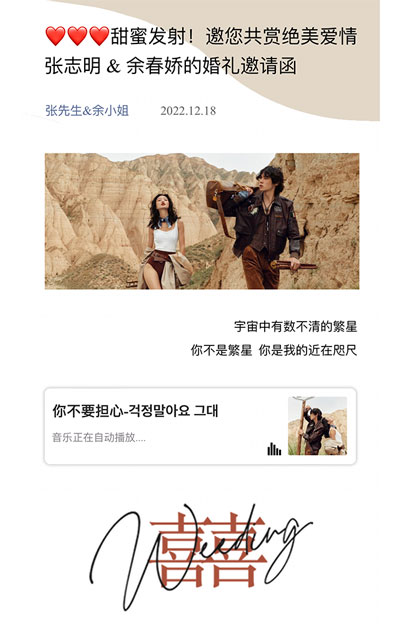 ❤️❤️❤️甜蜜发射！邀您共赏绝美爱情
张志明 & 余春娇的婚礼邀请函
张先生&余小姐 2022.12.18
宇宙中有数不清的繁星
你不是繁星 你是我的近在咫尺
你不要担心-걱정말아요 그대
音乐正在自动播放....
囍囍
Weeding